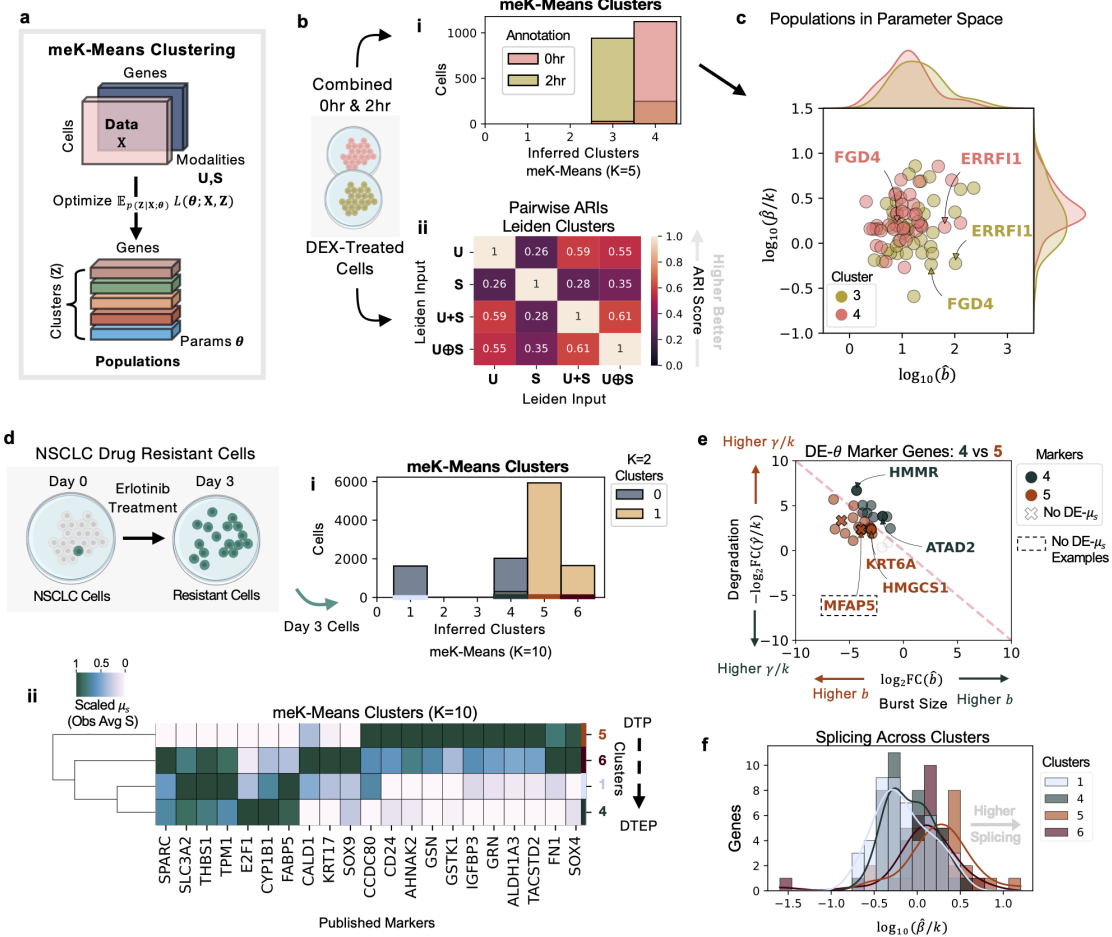 a
meK-Means Clustering
Genes
Cells
Data
X
Modalities
U,S
Optimize 𝔼p(Z|X;θ) L(θ; X, Z)
Genes
Clusters (Z)
Params θ
Populations
b
Combined
0hr & 2hr
DEX-Treated
Cells
i
meK-Means Clusters
Annotation
0hr
2hr
Cells
1000
500
0
0 1 2 3 4
Inferred Clusters
meK-Means (K=5)
ii
Pairwise ARIs
Leiden Clusters
Leiden Input
U 1 0.26 0.59 0.55
S 0.26 1 0.28 0.35
U+S 0.59 0.28 1 0.61
U⊕S 0.55 0.35 0.61 1
U S U+S U⊕S
Leiden Input
1.0
0.8
0.6
0.4
0.2
0.0
ARI Score
Higher Better
c
Populations in Parameter Space
1.5
1.0
0.5
0.0
−0.5
−1.0
log10(β̂/k)
FGD4
ERRFI1
ERRFI1
FGD4
Cluster
3
4
0 1 2 3
log10(b̂)
d
NSCLC Drug Resistant Cells
Day 0
Erlotinib
Treatment
Day 3
NSCLC Cells
Resistant Cells
Day 3 Cells
i
meK-Means Clusters
K=2
Clusters
0
1
Cells
6000
4000
2000
0
0 1 2 3 4 5 6
Inferred Clusters
meK-Means (K=10)
ii
1 0.5 0
Scaled μs
(Obs Avg S)
meK-Means Clusters (K=10)
5
6
1
4
Clusters
DTP
DTEP
SPARC
SLC3A2
THBS1
TPM1
E2F1
CYP1B1
FABP5
CALD1
KRT17
SOX9
CCDC80
CD24
AHNAK2
GSN
GSTK1
IGFBP3
GRN
ALDH1A3
TACSTD2
FN1
SOX4
Published Markers
e
Higher γ/k
DE-θ Marker Genes: 4 vs 5
10
5
0
−5
−10
Degradation
−log2FC(γ̂/k)
HMMR
ATAD2
KRT6A
HMGCS1
MFAP5
Markers
4
5
No DE-μs
No DE-μs
Examples
−10 −5 0 5 10
Higher γ/k
log2FC(b̂)
Higher b
Burst Size
Higher b
f
Splicing Across Clusters
Genes
10
8
6
4
2
0
Higher
Splicing
Clusters
1
4
5
6
−1.5 −1.0 −0.5 0.0 0.5 1.0
log10(β̂/k)